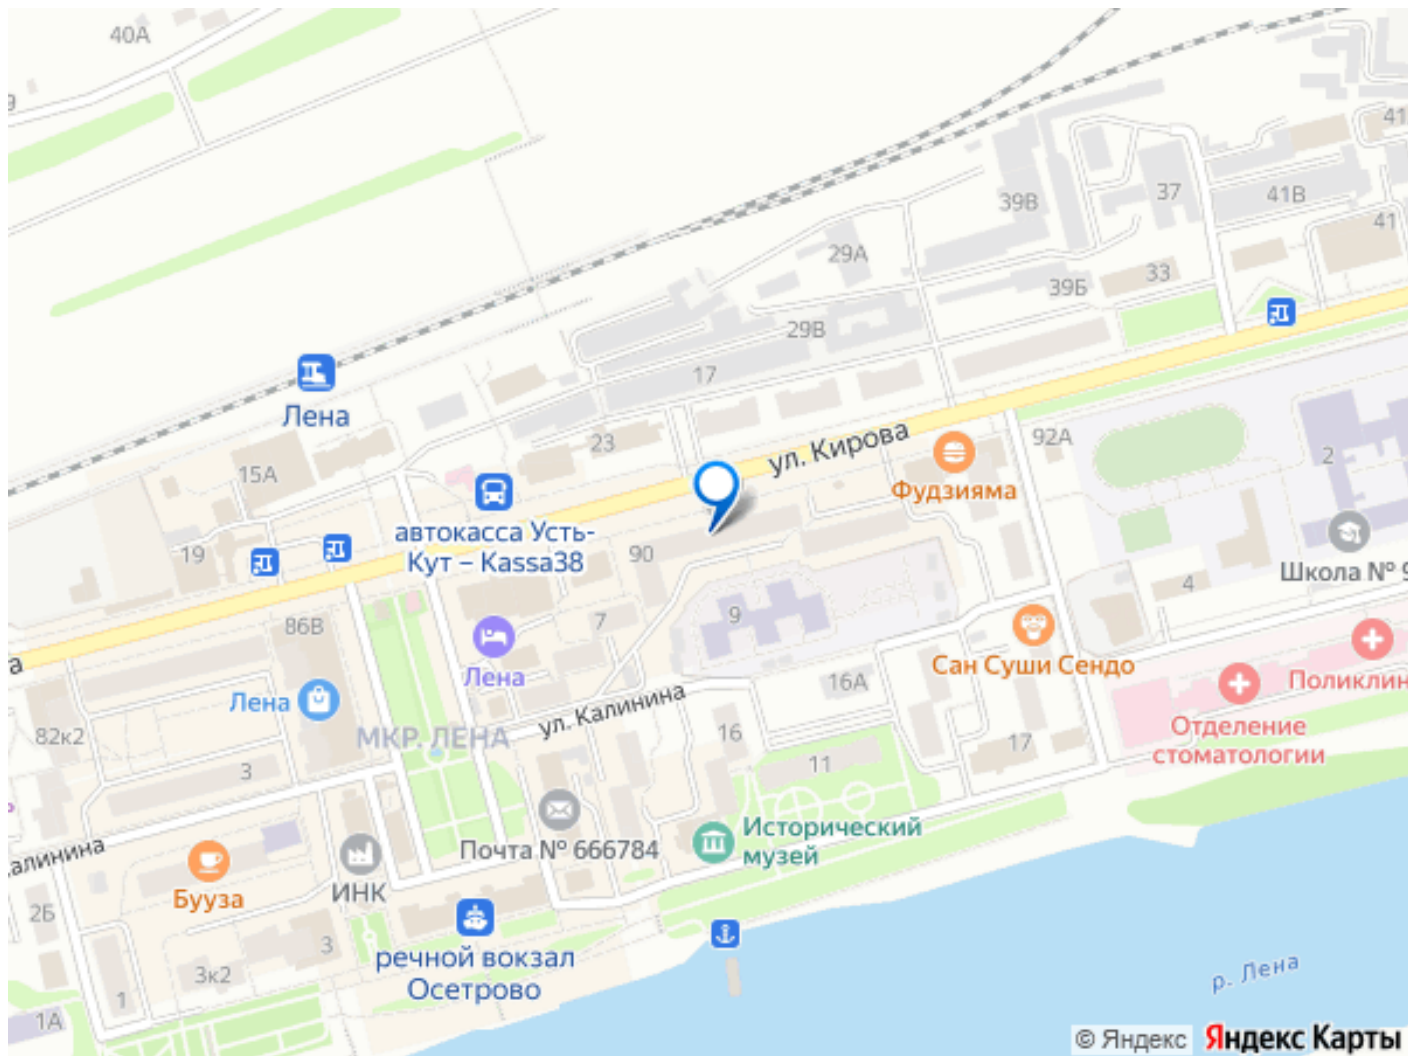 40А
9
39В
37
41
41В
41
29А
33
39Б
29В
17
Лена
23
ул. Кирова
92А
2
15А
Фудзияма
автокасса Усть-
Кут – Kassa38
19
90
Школа № 9
4
9
7
86В
Лена
Сан Суши Сендо
Поликлин
16А
Лена
ул. Калинина
Отделение
стоматологии
82к2
МКР. ЛЕНА
16
17
3
11
Исторический
музей
Почта № 666784
алинина
Бууза
ИНК
2Б
3
речной вокзал
Осетрово
3к2
1
1А
р. Лена
© Яндекс Яндекс Карты